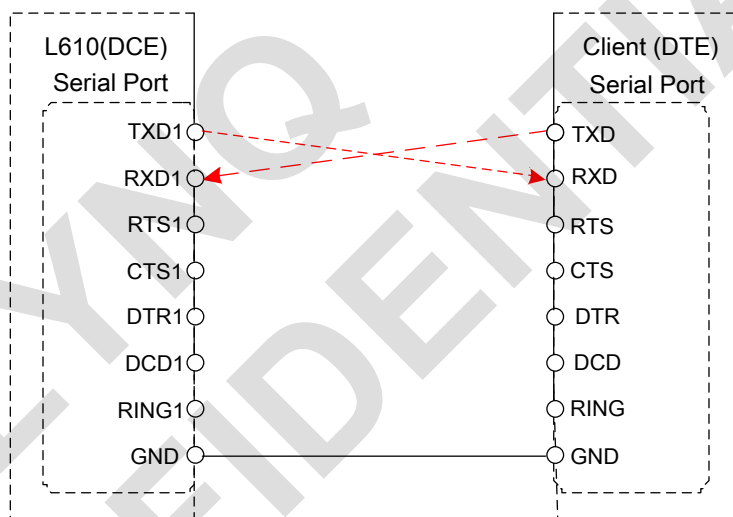 L610(DCE)
Serial Port
TXD1
RXD1
RTS1
CTS1
DTR1
DCD1
RING1
GND
Client (DTE)
Serial Port
TXD
RXD
RTS
CTS
DTR
DCD
RING
GND